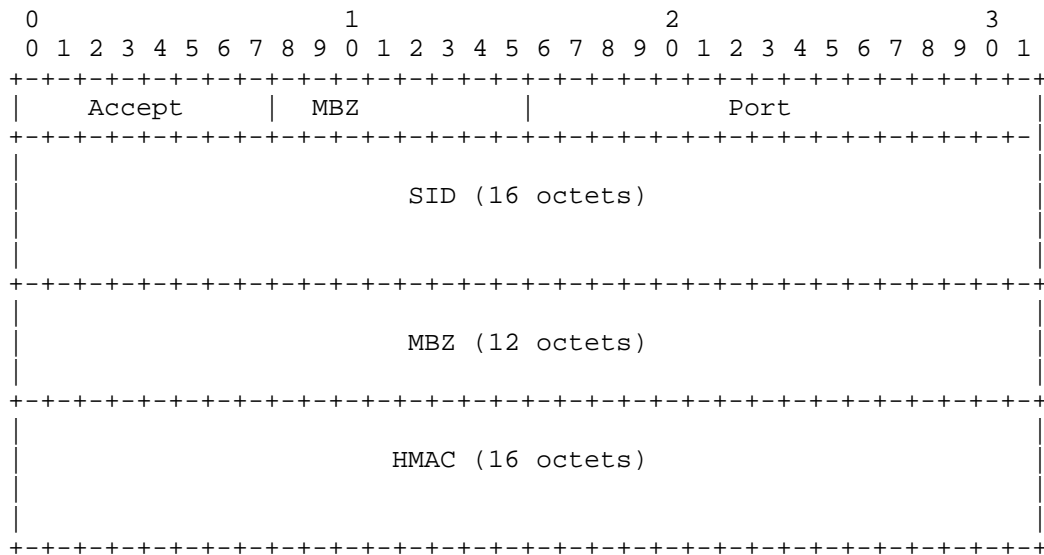 0                   1                   2                   3
 0 1 2 3 4 5 6 7 8 9 0 1 2 3 4 5 6 7 8 9 0 1 2 3 4 5 6 7 8 9 0 1
+-+-+-+-+-+-+-+-+-+-+-+-+-+-+-+-+-+-+-+-+-+-+-+-+-+-+-+-+-+-+-+-+
|    Accept     |  MBZ          |            Port               |
+-+-+-+-+-+-+-+-+-+-+-+-+-+-+-+-+-+-+-+-+-+-+-+-+-+-+-+-+-+-+-+-|
|                                                               |
|                        SID (16 octets)                        |
|                                                               |
|                                                               |
+-+-+-+-+-+-+-+-+-+-+-+-+-+-+-+-+-+-+-+-+-+-+-+-+-+-+-+-+-+-+-+-+
|                                                               |
|                        MBZ (12 octets)                        |
|                                                               |
+-+-+-+-+-+-+-+-+-+-+-+-+-+-+-+-+-+-+-+-+-+-+-+-+-+-+-+-+-+-+-+-+
|                                                               |
|                       HMAC (16 octets)                        |
|                                                               |
|                                                               |
+-+-+-+-+-+-+-+-+-+-+-+-+-+-+-+-+-+-+-+-+-+-+-+-+-+-+-+-+-+-+-+-+